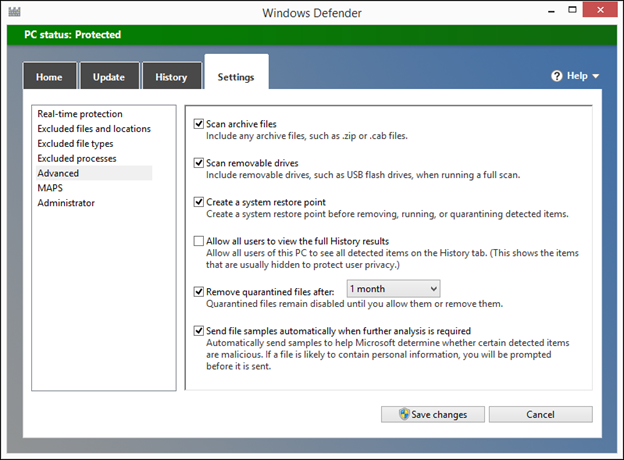 Windows Defender
PC status: Protected
Home
Update
History
Settings
Help
Real-time protection
Excluded files and locations
Excluded file types
Excluded processes
Advanced
MAPS
Administrator
Scan archive files
Include any archive files, such as .zip or .cab files.
Scan removable drives
Include removable drives, such as USB flash drives, when running a full scan.
Create a system restore point
Create a system restore point before removing, running, or quarantining detected items.
Allow all users to view the full History results
Allow all users of this PC to see all detected items on the History tab. (This shows the items
that are usually hidden to protect user privacy.)
Remove quarantined files after: 1 month
Quarantined files remain disabled until you allow them or remove them.
Send file samples automatically when further analysis is required
Automatically send samples to help Microsoft determine whether certain detected items
are malicious. If a file is likely to contain personal information, you will be prompted
before it is sent.
Save changes
Cancel